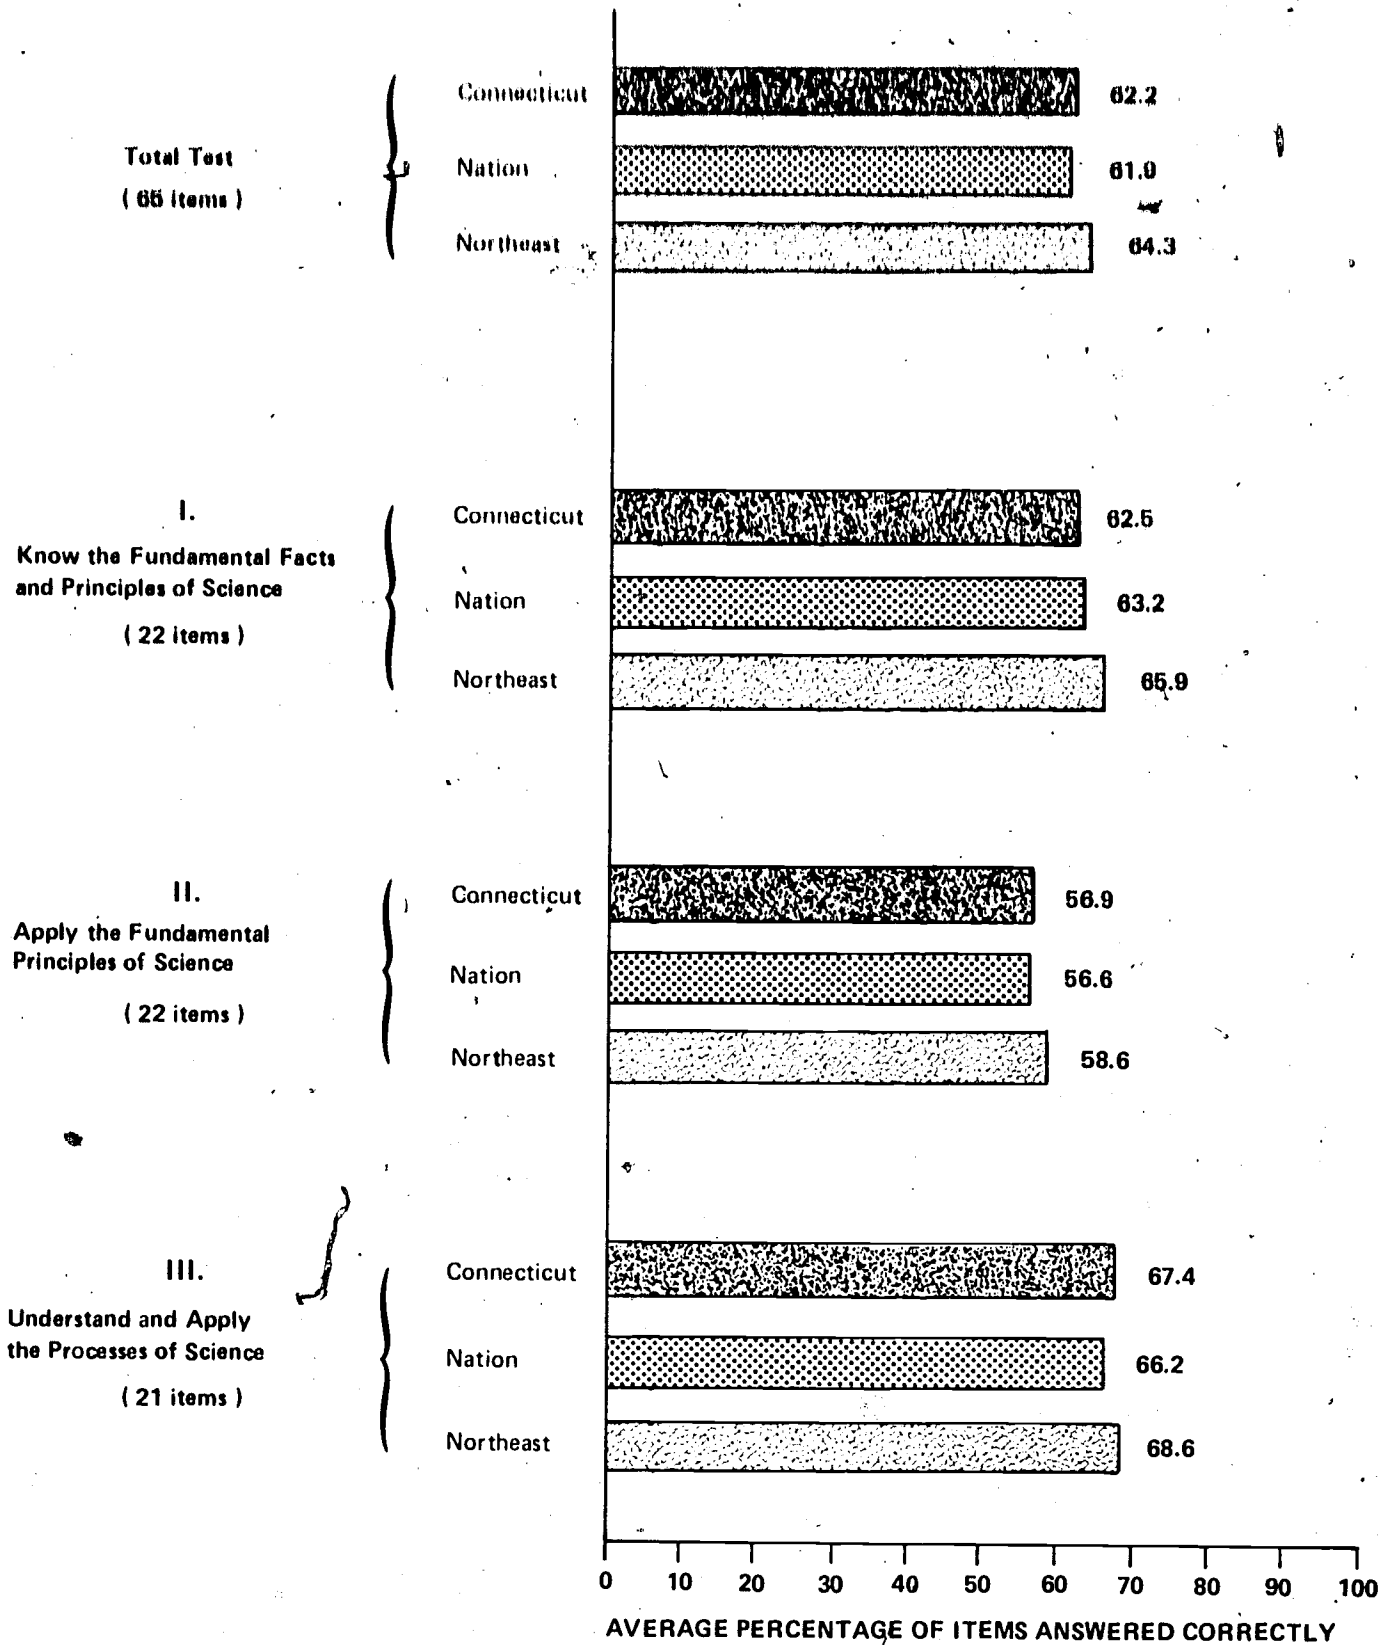 Connecticut 62.2
Total Test
Nation 61.9
( 65 items )
Northeast 64.3
I.
Connecticut 62.5
Know the Fundamental Facts
and Principles of Science
Nation 63.2
( 22 items )
Northeast 65.9
II.
Connecticut 56.9
Apply the Fundamental
Principles of Science
Nation 56.6
( 22 items )
Northeast 58.6
III.
Connecticut 67.4
Understand and Apply
the Processes of Science
Nation 66.2
( 21 items )
Northeast 68.6
0 10 20 30 40 50 60 70 80 90 100
AVERAGE PERCENTAGE OF ITEMS ANSWERED CORRECTLY